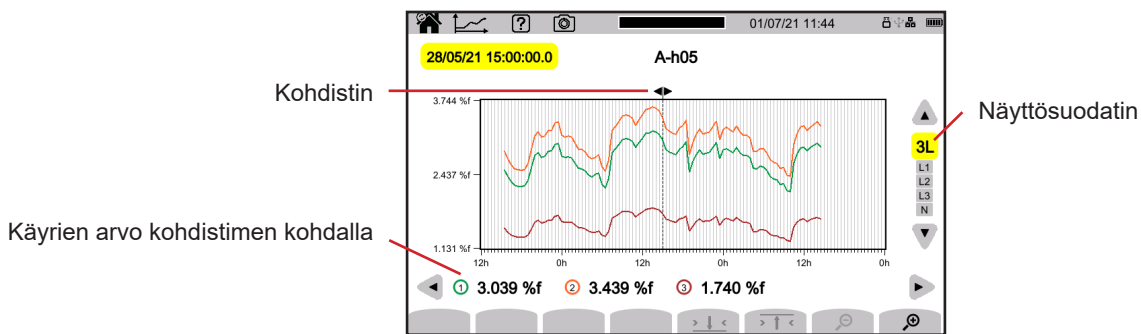 01/07/21 11:44
28/05/21 15:00:00.0 A-h05
Kohdistin
3.744 %f
Näyttösuodatin
3L
L1
L2
L3
N
2.437 %f
Käyrien arvo kohdistimen kohdalla
1.131 %f
12h 0h 12h 0h 12h 0h
1 3.039 %f 2 3.439 %f 3 1.740 %f